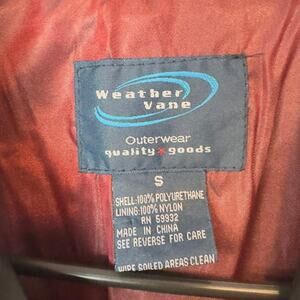 Weather
Vane
Outerwear
quality goods
S
SHELL:100% POLYURETHANE
LINING:100% NYLON
RN 59932
MADE IN CHINA
SEE REVERSE FOR CARE
WIPE SOILED AREAS CLEAN